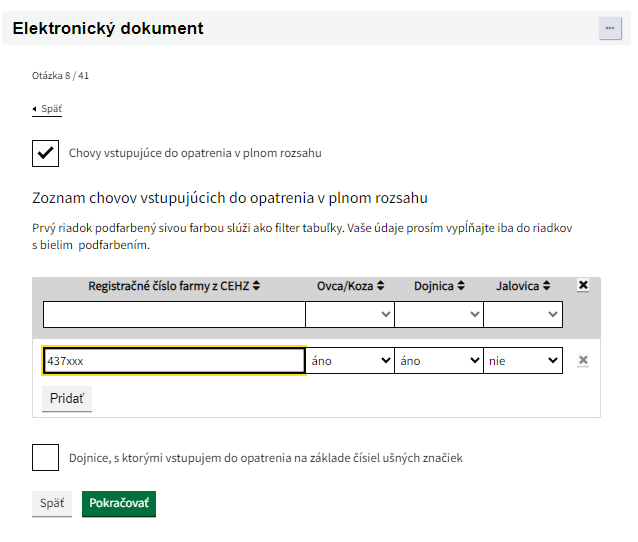 Elektronický dokument
Otázka 8 / 41
Späť
Chovy vstupujúce do opatrenia v plnom rozsahu
Zoznam chovov vstupujúcich do opatrenia v plnom rozsahu
Prvý riadok podfarbený sivou farbou slúži ako filter tabuľky. Vaše údaje prosím vypĺňajte iba do riadkov
s bielim podfarbením.
Registračné číslo farmy z CEHZ Ovca/Koza Dojnica Jalovica
437xxx áno áno nie
Pridať
Dojnice, s ktorými vstupujem do opatrenia na základe čísiel ušných značiek
Späť Pokračovať